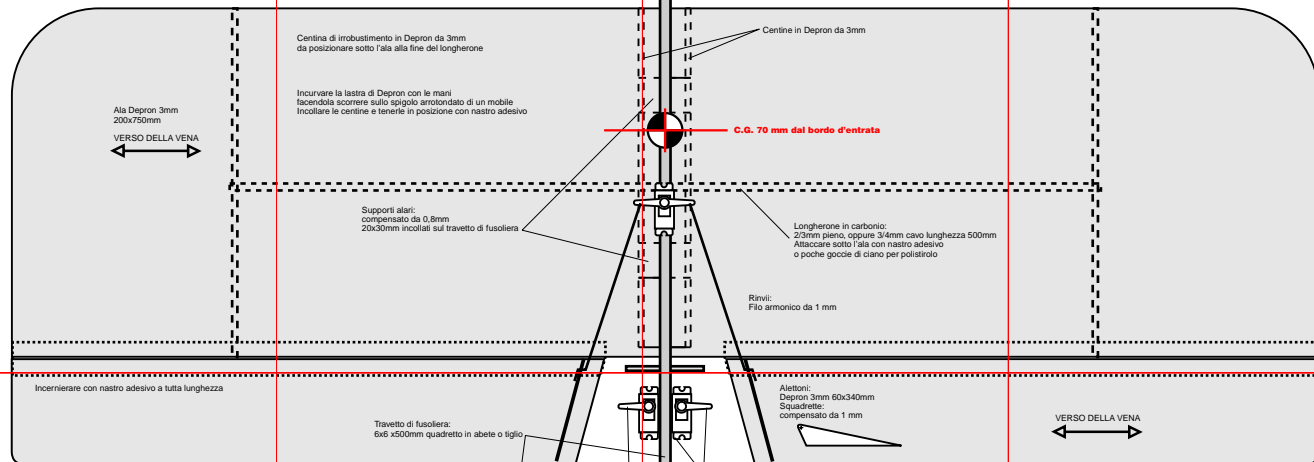 Centina di irrobustimento in Depron da 3mm
da posizionare sotto l'ala alla fine del longherone
Centine in Depron da 3mm
Incurvare la lastra di Depron con le mani
facendola scorrere sullo spigolo arrotondato di un mobile
Incollare le centine e tenerle in posizione con nastro adesivo
Ala Depron 3mm
200x750mm
VERSO DELLA VENA
C.G. 70 mm dal bordo d'entrata
Supporti alari:
compensato da 0,8mm
20x30mm incollati sul travetto di fusoliera
Longherone in carbonio:
2/3mm pieno, oppure 3/4mm cavo lunghezza 500mm
Attaccare sotto l'ala con nastro adesivo
o poche goccie di ciano per polistirolo
Rinvii:
Filo armonico da 1 mm
Incernierare con nastro adesivo a tutta lunghezza
Alettoni:
Depron 3mm 60x340mm
Squadrette:
compensato da 1 mm
VERSO DELLA VENA
Travetto di fusoliera:
6x6 x500mm quadretto in abete o tiglio